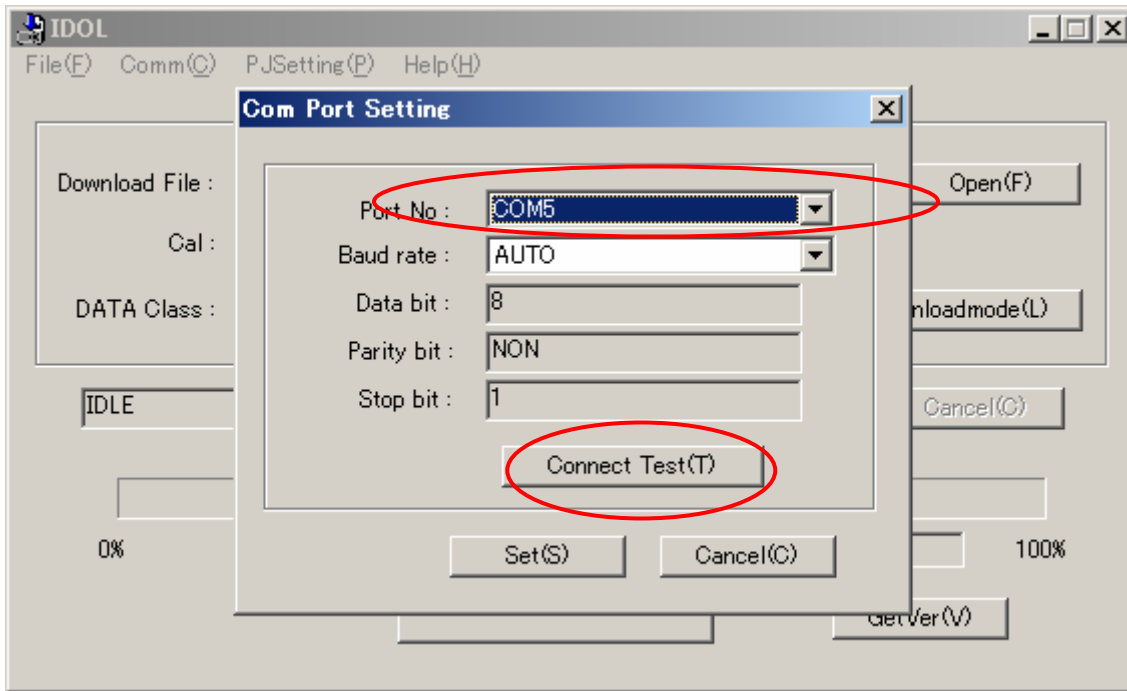 IDOL
File(F) Comm(C) PJSetting(P) Help(H)
Com Port Setting
Download File :
Open(F)
Port No :
COM5
Cal :
Baud rate :
AUTO
DATA Class :
Data bit :
8
nloadmode(L)
Parity bit :
NON
Stop bit :
1
IDLE
Cancel(C)
Connect Test(T)
0%
Set(S)
Cancel(C)
100%
GetVer(V)